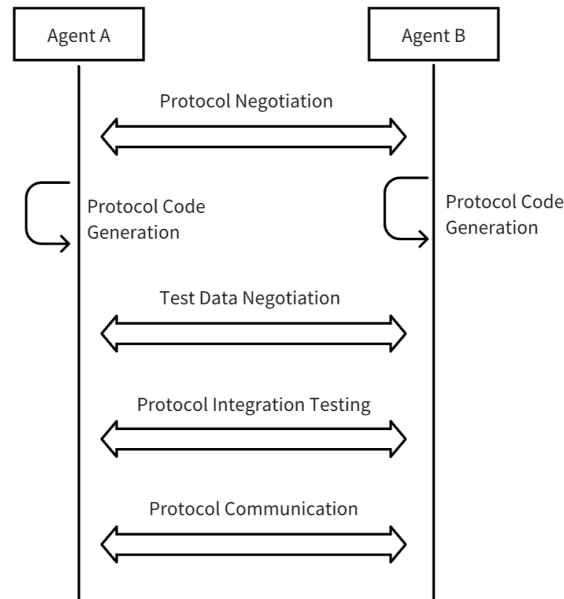 Agent A
Agent B
Protocol Negotiation
Protocol Code
Generation
Protocol Code
Generation
Test Data Negotiation
Protocol Integration Testing
Protocol Communication